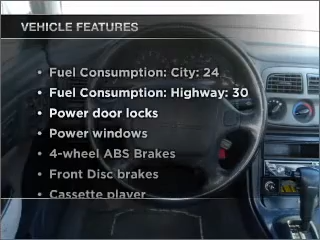 VEHICLE FEATURES
• Fuel Consumption: City: 24
• Fuel Consumption: Highway: 30
• Power door locks
• Power windows
• 4-wheel ABS Brakes
• Front Disc brakes
• Cassette player